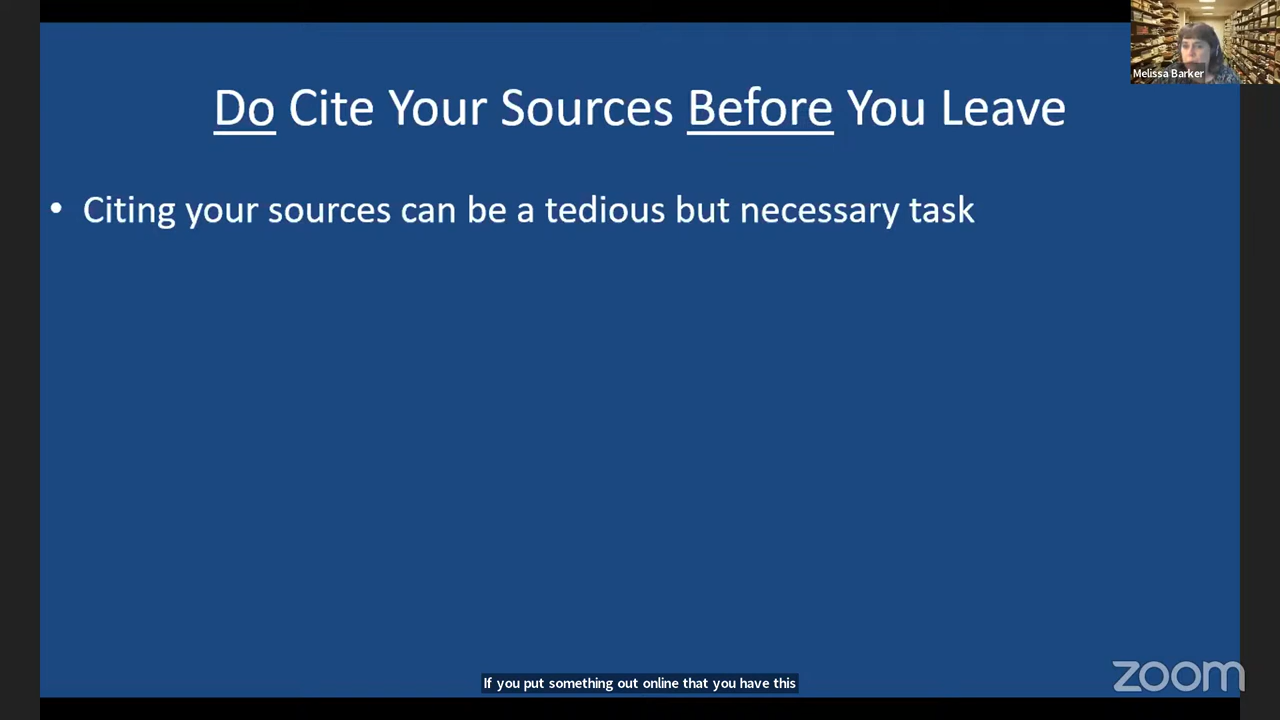 Melissa Barker
Do Cite Your Sources Before You Leave
• Citing your sources can be a tedious but necessary task
If you put something out online that you have this
zoom